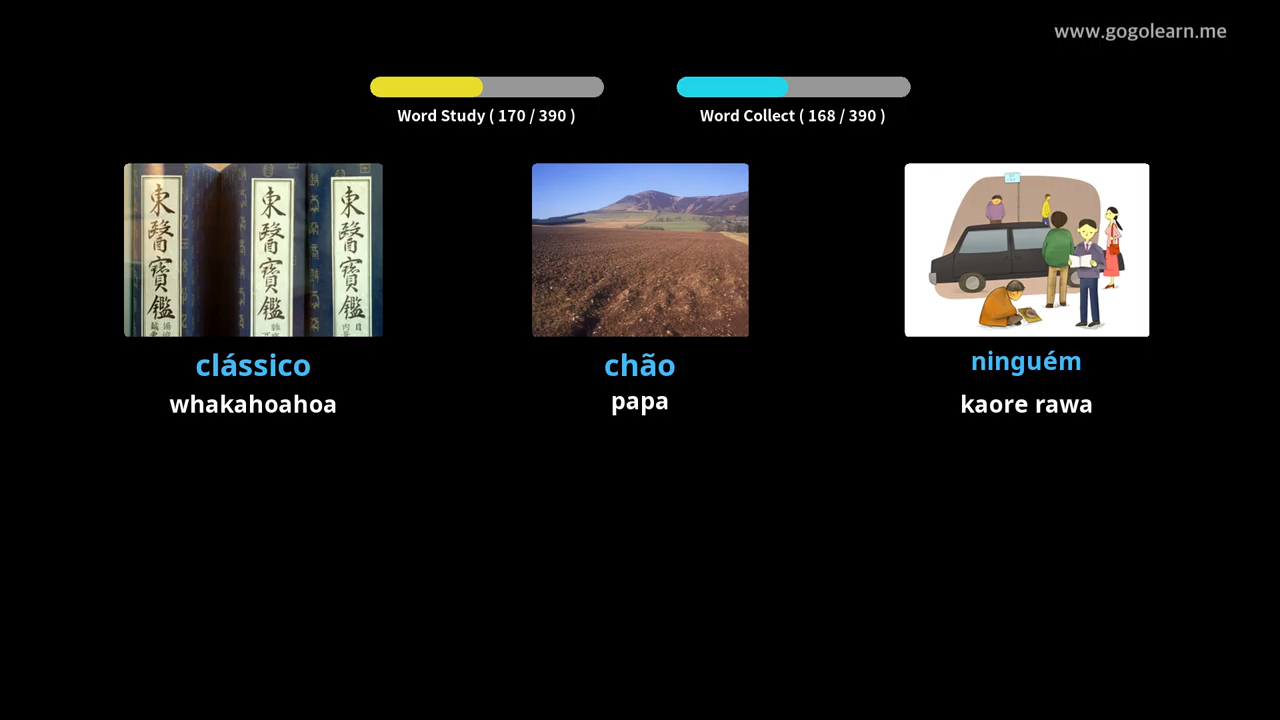 www.gogolearn.me
Word Study ( 170 / 390 )
Word Collect ( 168 / 390 )
東醫寶鑑
東醫寶鑑
東醫寶鑑
clássico
chão
ninguém
whakahoahoa
papa
kaore rawa